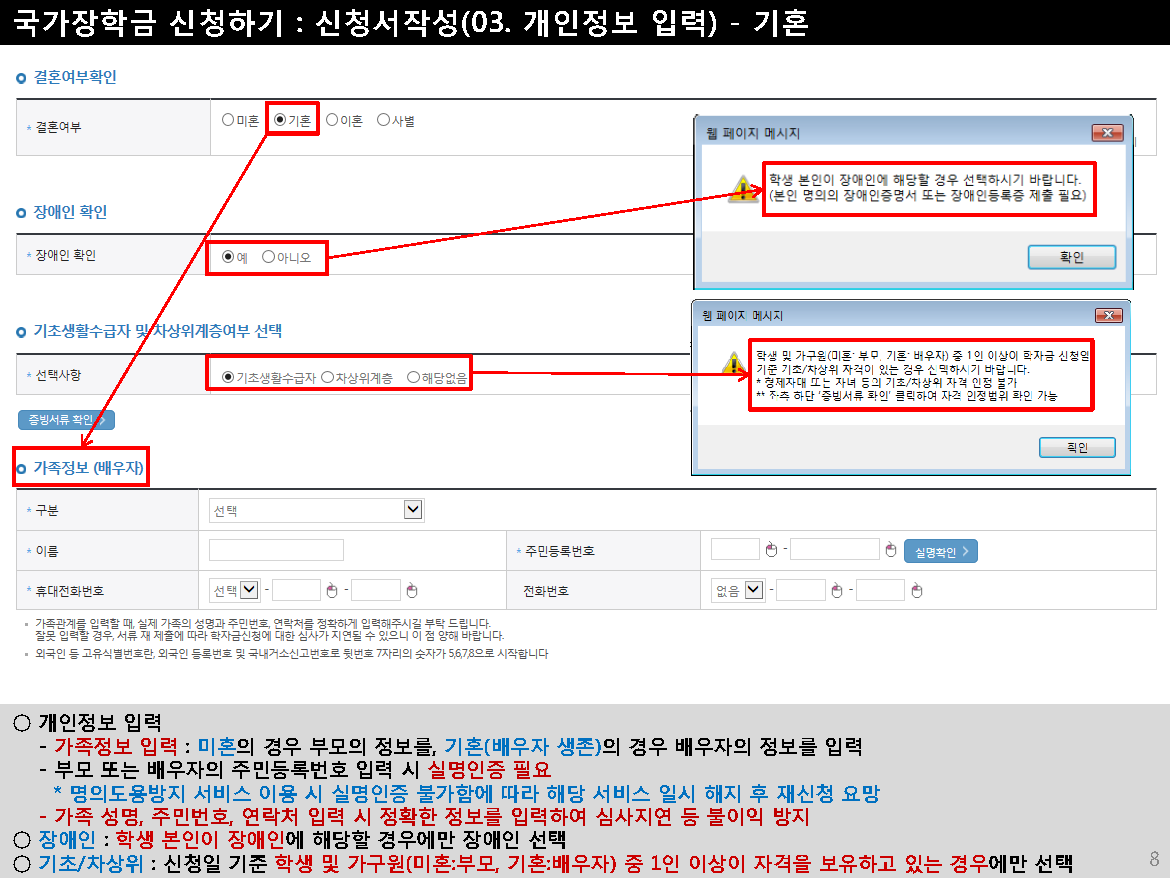 국가장학금 신청하기 : 신청서작성(03. 개인정보 입력) - 기혼
결혼여부확인
* 결혼여부
미혼 기혼 이혼 사별
웹 페이지 메시지
학생 본인이 장애인에 해당할 경우 선택하시기 바랍니다.
(본인 명의의 장애인증명서 또는 장애인등록증 제출 필요)
확인
장애인 확인
* 장애인 확인
예 아니오
기초생활수급자 및 차상위계층여부 선택
* 선택사항
기초생활수급자 차상위계층 해당없음
웹 페이지 메시지
학생 및 가구원(미혼: 부모, 기혼: 배우자) 중 1인 이상이 학자금 신청일
기준 기초/차상위 자격이 있는 경우 선택하시기 바랍니다.
* 형제자매 또는 자녀 등의 기초/차상위 자격 인정 불가
** 좌측 하단 '증빙서류 확인' 클릭하여 자격 인정범위 확인 가능
확인
증빙서류 확인 >
가족정보 (배우자)
* 구분 선택
* 이름 * 주민등록번호 - 실명확인 >
* 휴대전화번호 선택 - - 전화번호 없음 - -
가족관계를 입력할 때, 실제 가족의 성명과 주민번호, 연락처를 정확하게 입력해주시길 부탁 드립니다.
잘못 입력할 경우, 서류 재 제출에 따라 학자금신청에 대한 심사가 지연될 수 있으니 이 점 양해 바랍니다.
외국인 등 고유식별번호란, 외국인 등록번호 및 국내거소신고번호로 뒷번호 7자리의 숫자가 5,6,7,8으로 시작합니다
○ 개인정보 입력
- 가족정보 입력 : 미혼의 경우 부모의 정보를, 기혼(배우자 생존)의 경우 배우자의 정보를 입력
- 부모 또는 배우자의 주민등록번호 입력 시 실명인증 필요
* 명의도용방지 서비스 이용 시 실명인증 불가함에 따라 해당 서비스 일시 해지 후 재신청 요망
- 가족 성명, 주민번호, 연락처 입력 시 정확한 정보를 입력하여 심사지연 등 불이익 방지
○ 장애인 : 학생 본인이 장애인에 해당할 경우에만 장애인 선택
○ 기초/차상위 : 신청일 기준 학생 및 가구원(미혼:부모, 기혼:배우자) 중 1인 이상이 자격을 보유하고 있는 경우에만 선택
8